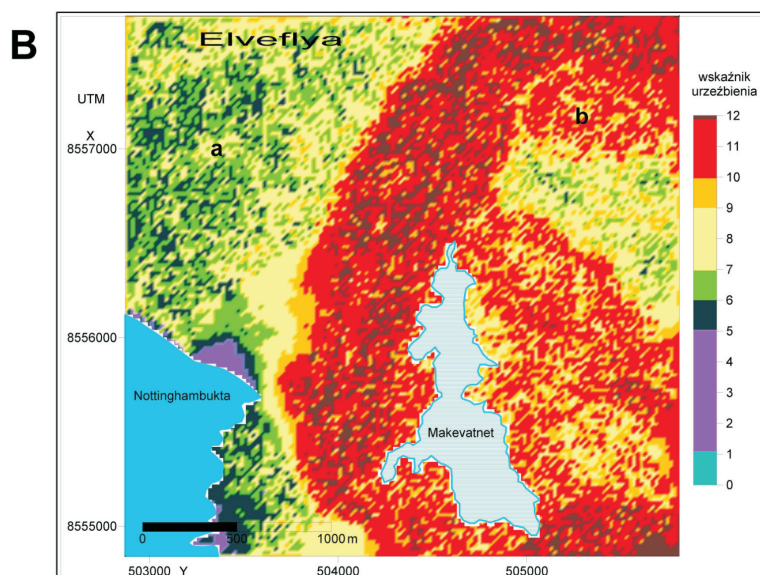 B
Elveflya
UTM
X
wskaźnik
urzeźbienia
a
b
8557000
8556000
8555000
Nottinghambukta
Makevatnet
12
11
10
9
8
7
6
5
4
3
2
1
0
0 500 1000 m
503000 Y 504000 505000